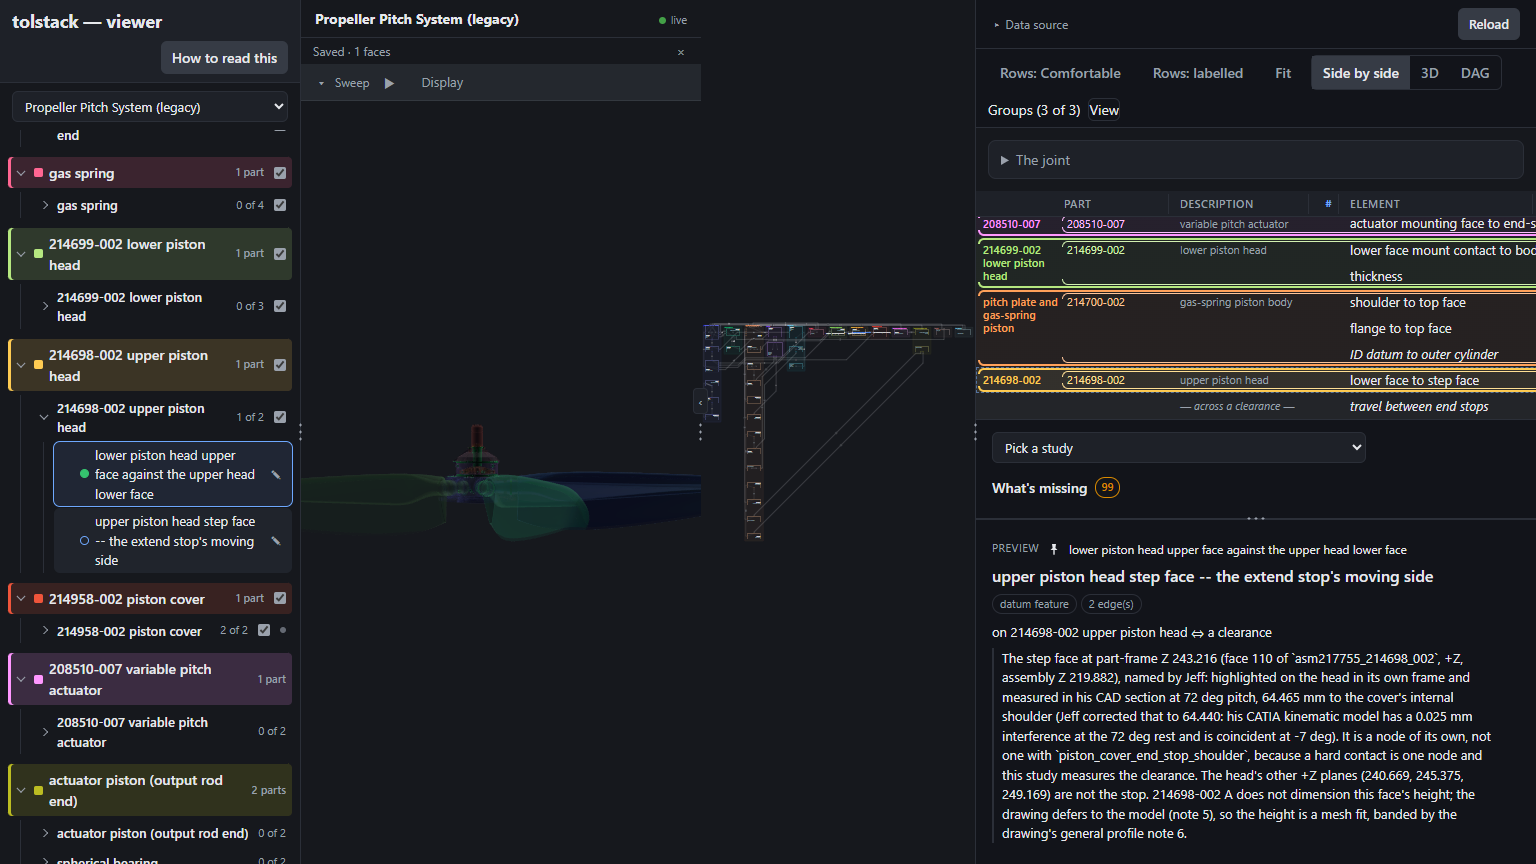 tolstack — viewer
How to read this
Propeller Pitch System (legacy)
end
gas spring
1 part
gas spring
0 of 4
214699-002 lower piston
head
1 part
214699-002 lower piston
head
0 of 3
214698-002 upper piston
head
1 part
214698-002 upper piston
head
1 of 2
lower piston head upper
face against the upper head
lower face
upper piston head step face
-- the extend stop's moving
side
214958-002 piston cover
1 part
214958-002 piston cover
2 of 2
208510-007 variable pitch
actuator
1 part
208510-007 variable pitch
actuator
0 of 2
actuator piston (output rod
end)
2 parts
actuator piston (output rod end)
0 of 2
spherical bearing
0 of 2
Propeller Pitch System (legacy)
live
Saved · 1 faces
×
Sweep
Display
Data source
Reload
Rows: Comfortable
Rows: labelled
Fit
Side by side
3D
DAG
Groups (3 of 3)
View
The joint
PART
DESCRIPTION
#
ELEMENT
208510-007
208510-007
variable pitch actuator
actuator mounting face to end-s
214699-002
lower piston
head
214699-002
lower piston head
lower face mount contact to boo
thickness
pitch plate and
gas-spring
piston
214700-002
gas-spring piston body
shoulder to top face
flange to top face
ID datum to outer cylinder
214698-002
214698-002
upper piston head
lower face to step face
— across a clearance —
travel between end stops
Pick a study
What's missing
99
PREVIEW
lower piston head upper face against the upper head lower face
upper piston head step face -- the extend stop's moving side
datum feature
2 edge(s)
on 214698-002 upper piston head ⇔ a clearance
The step face at part-frame Z 243.216 (face 110 of `asm217755_214698_002`, +Z,
assembly Z 219.882), named by Jeff: highlighted on the head in its own frame and
measured in his CAD section at 72 deg pitch, 64.465 mm to the cover's internal
shoulder (Jeff corrected that to 64.440: his CATIA kinematic model has a 0.025 mm
interference at the 72 deg rest and is coincident at -7 deg). It is a node of its own, not
one with `piston_cover_end_stop_shoulder`, because a hard contact is one node and
this study measures the clearance. The head's other +Z planes (240.669, 245.375,
249.169) are not the stop. 214698-002 A does not dimension this face's height; the
drawing defers to the model (note 5), so the height is a mesh fit, banded by the
drawing's general profile note 6.